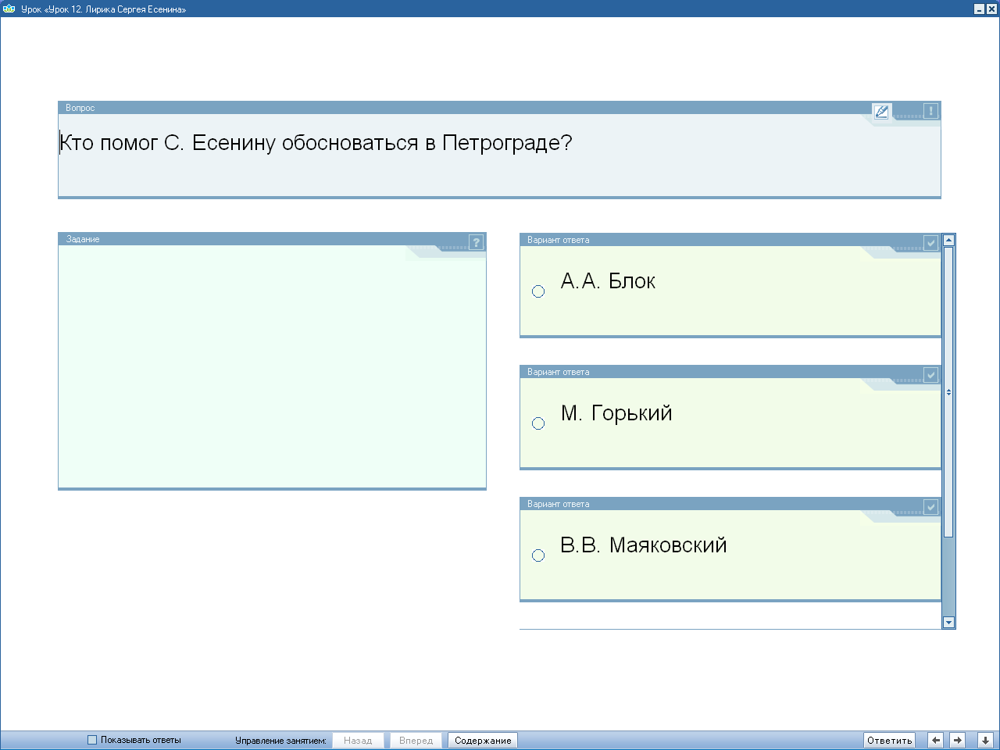 Урок «Урок 12. Лирика Сергея Есенина»
Вопрос
Кто помог С. Есенину обосноваться в Петрограде?
Задание
Вариант ответа
А.А. Блок
Вариант ответа
М. Горький
Вариант ответа
В.В. Маяковский
Показывать ответы
Управление занятием:
Назад
Вперед
Содержание
Ответить